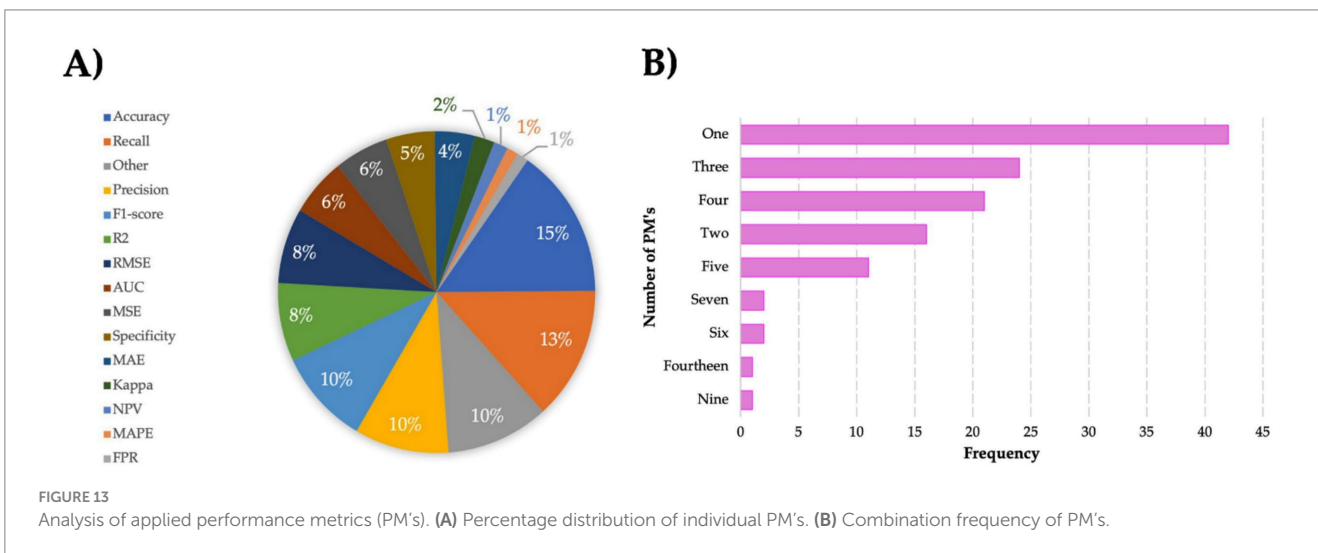 A)
Accuracy
Recall
Other
Precision
F1-score
R2
RMSE
AUC
MSE
Specificity
MAE
Kappa
NPV
MAPE
FPR
2%
1%
1%
1%
15%
13%
10%
10%
10%
8%
8%
6%
6%
5%
4%
B)
Number of PM's
One
Three
Four
Two
Five
Seven
Six
Fourtheen
Nine
0 5 10 15 20 25 30 35 40 45
Frequency
FIGURE 13
Analysis of applied performance metrics (PM's). (A) Percentage distribution of individual PM's. (B) Combination frequency of PM's.